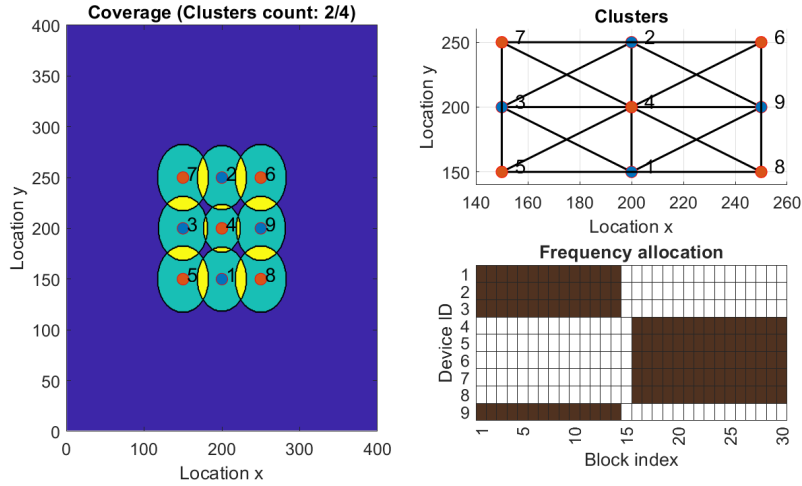 Coverage (Clusters count: 2/4)
400
350
300
250
200
150
100
50
0
Location y
7 2 6
3 4 9
5 1 8
0 100 200 300 400
Location x
Clusters
250
200
150
Location y
7 2 6
3 4 9
5 1 8
140 160 180 200 220 240 260
Location x
Frequency allocation
1
2
3
4
5
6
7
8
9
Device ID
1 5 10 15 20 25 30
Block index